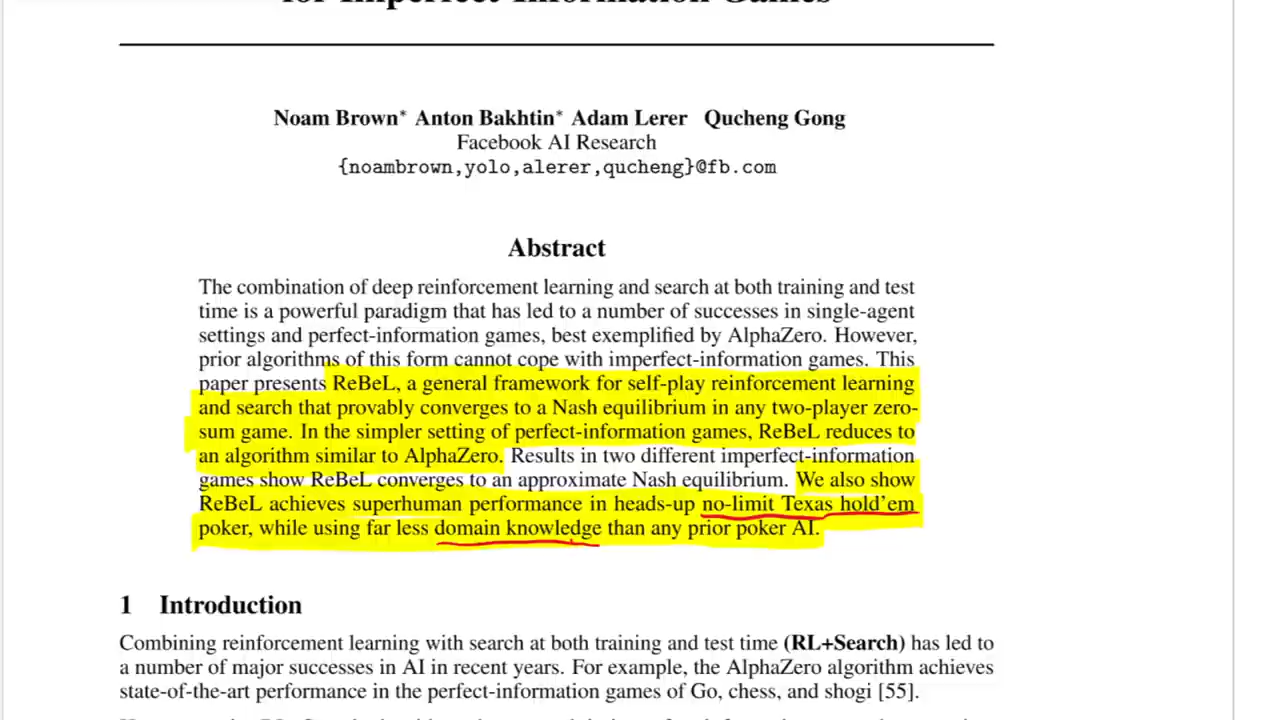 for Imperfect-Information Games
Noam Brown* Anton Bakhtin* Adam Lerer Qucheng Gong
Facebook AI Research
{noambrown,yolo,alerer,qucheng}@fb.com
Abstract
The combination of deep reinforcement learning and search at both training and test
time is a powerful paradigm that has led to a number of successes in single-agent
settings and perfect-information games, best exemplified by AlphaZero. However,
prior algorithms of this form cannot cope with imperfect-information games. This
paper presents ReBeL, a general framework for self-play reinforcement learning
and search that provably converges to a Nash equilibrium in any two-player zero-
sum game. In the simpler setting of perfect-information games, ReBeL reduces to
an algorithm similar to AlphaZero. Results in two different imperfect-information
games show ReBeL converges to an approximate Nash equilibrium. We also show
ReBeL achieves superhuman performance in heads-up no-limit Texas hold'em
poker, while using far less domain knowledge than any prior poker AI.
1 Introduction
Combining reinforcement learning with search at both training and test time (RL+Search) has led to
a number of major successes in AI in recent years. For example, the AlphaZero algorithm achieves
state-of-the-art performance in the perfect-information games of Go, chess, and shogi [55].